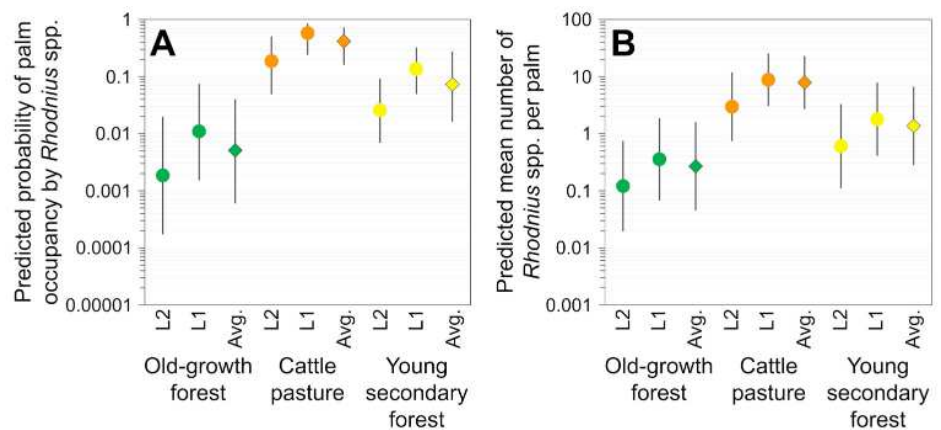 Predicted probability of palm
occupancy by Rhodnius spp.
A
1
0.1
0.01
0.001
0.0001
0.00001
L2
L1
Avg.
L2
L1
Avg.
L2
L1
Avg.
Old-growth
forest
Cattle
pasture
Young
secondary
forest
Predicted mean number of
Rhodnius spp. per palm
B
100
10
1
0.1
0.01
0.001
L2
L1
Avg.
L2
L1
Avg.
L2
L1
Avg.
Old-growth
forest
Cattle
pasture
Young
secondary
forest